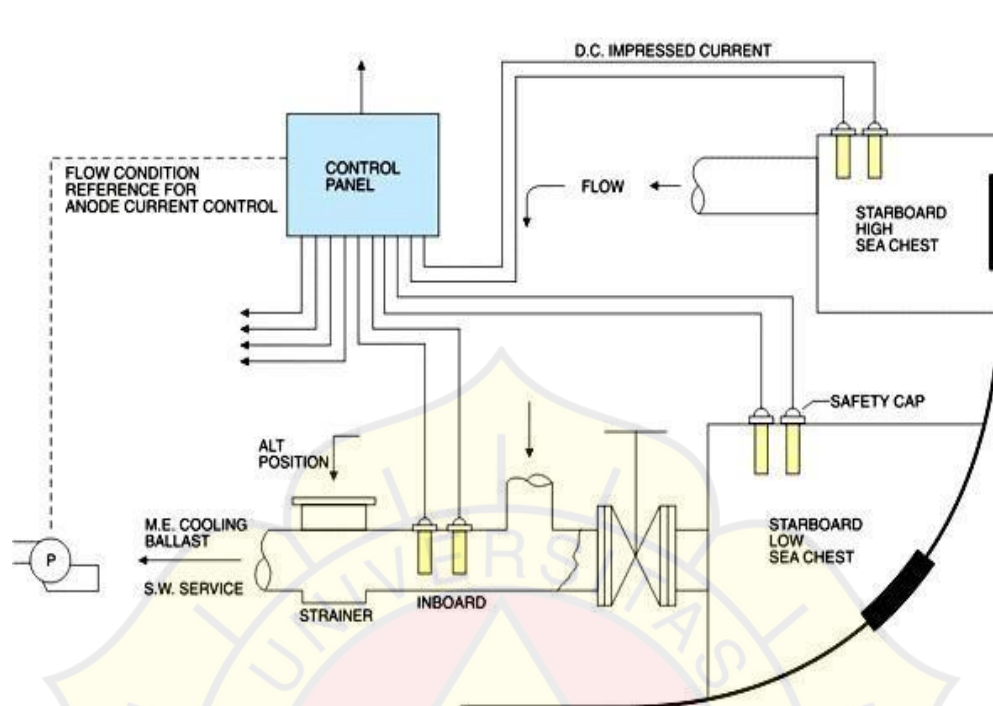 D.C. IMPRESSED CURRENT
CONTROL
PANEL
FLOW CONDITION
REFERENCE FOR
ANODE CURRENT CONTROL
FLOW
STARBOARD
HIGH
SEA CHEST
SAFETY CAP
ALT
POSITION
M.E. COOLING
BALLAST
S.W. SERVICE
P
STRAINER
INBOARD
STARBOARD
LOW
SEA CHEST
UNIVERSITAS